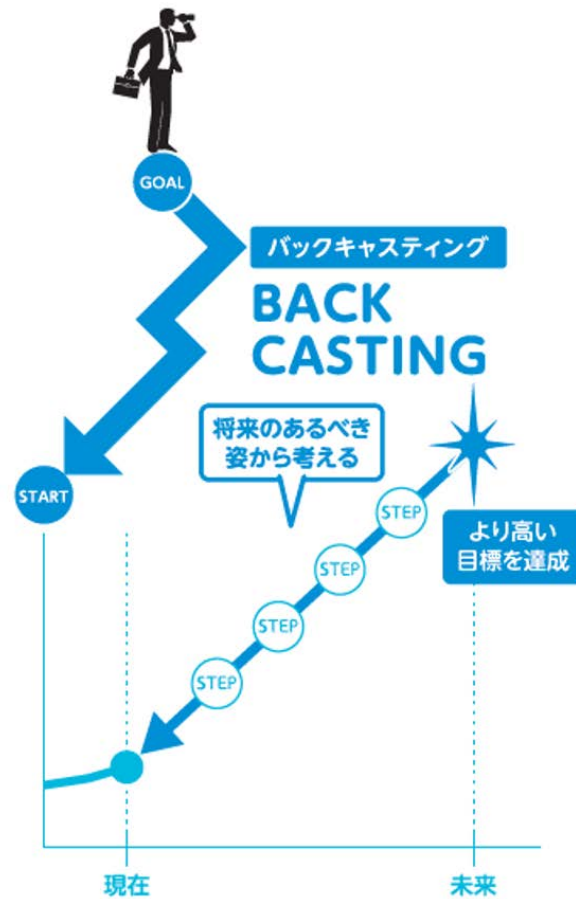 GOAL
バックキャスティング
BACK
CASTING
将来のあるべき
姿から考える
START
STEP
より高い
目標を達成
STEP
STEP
STEP
現在
未来